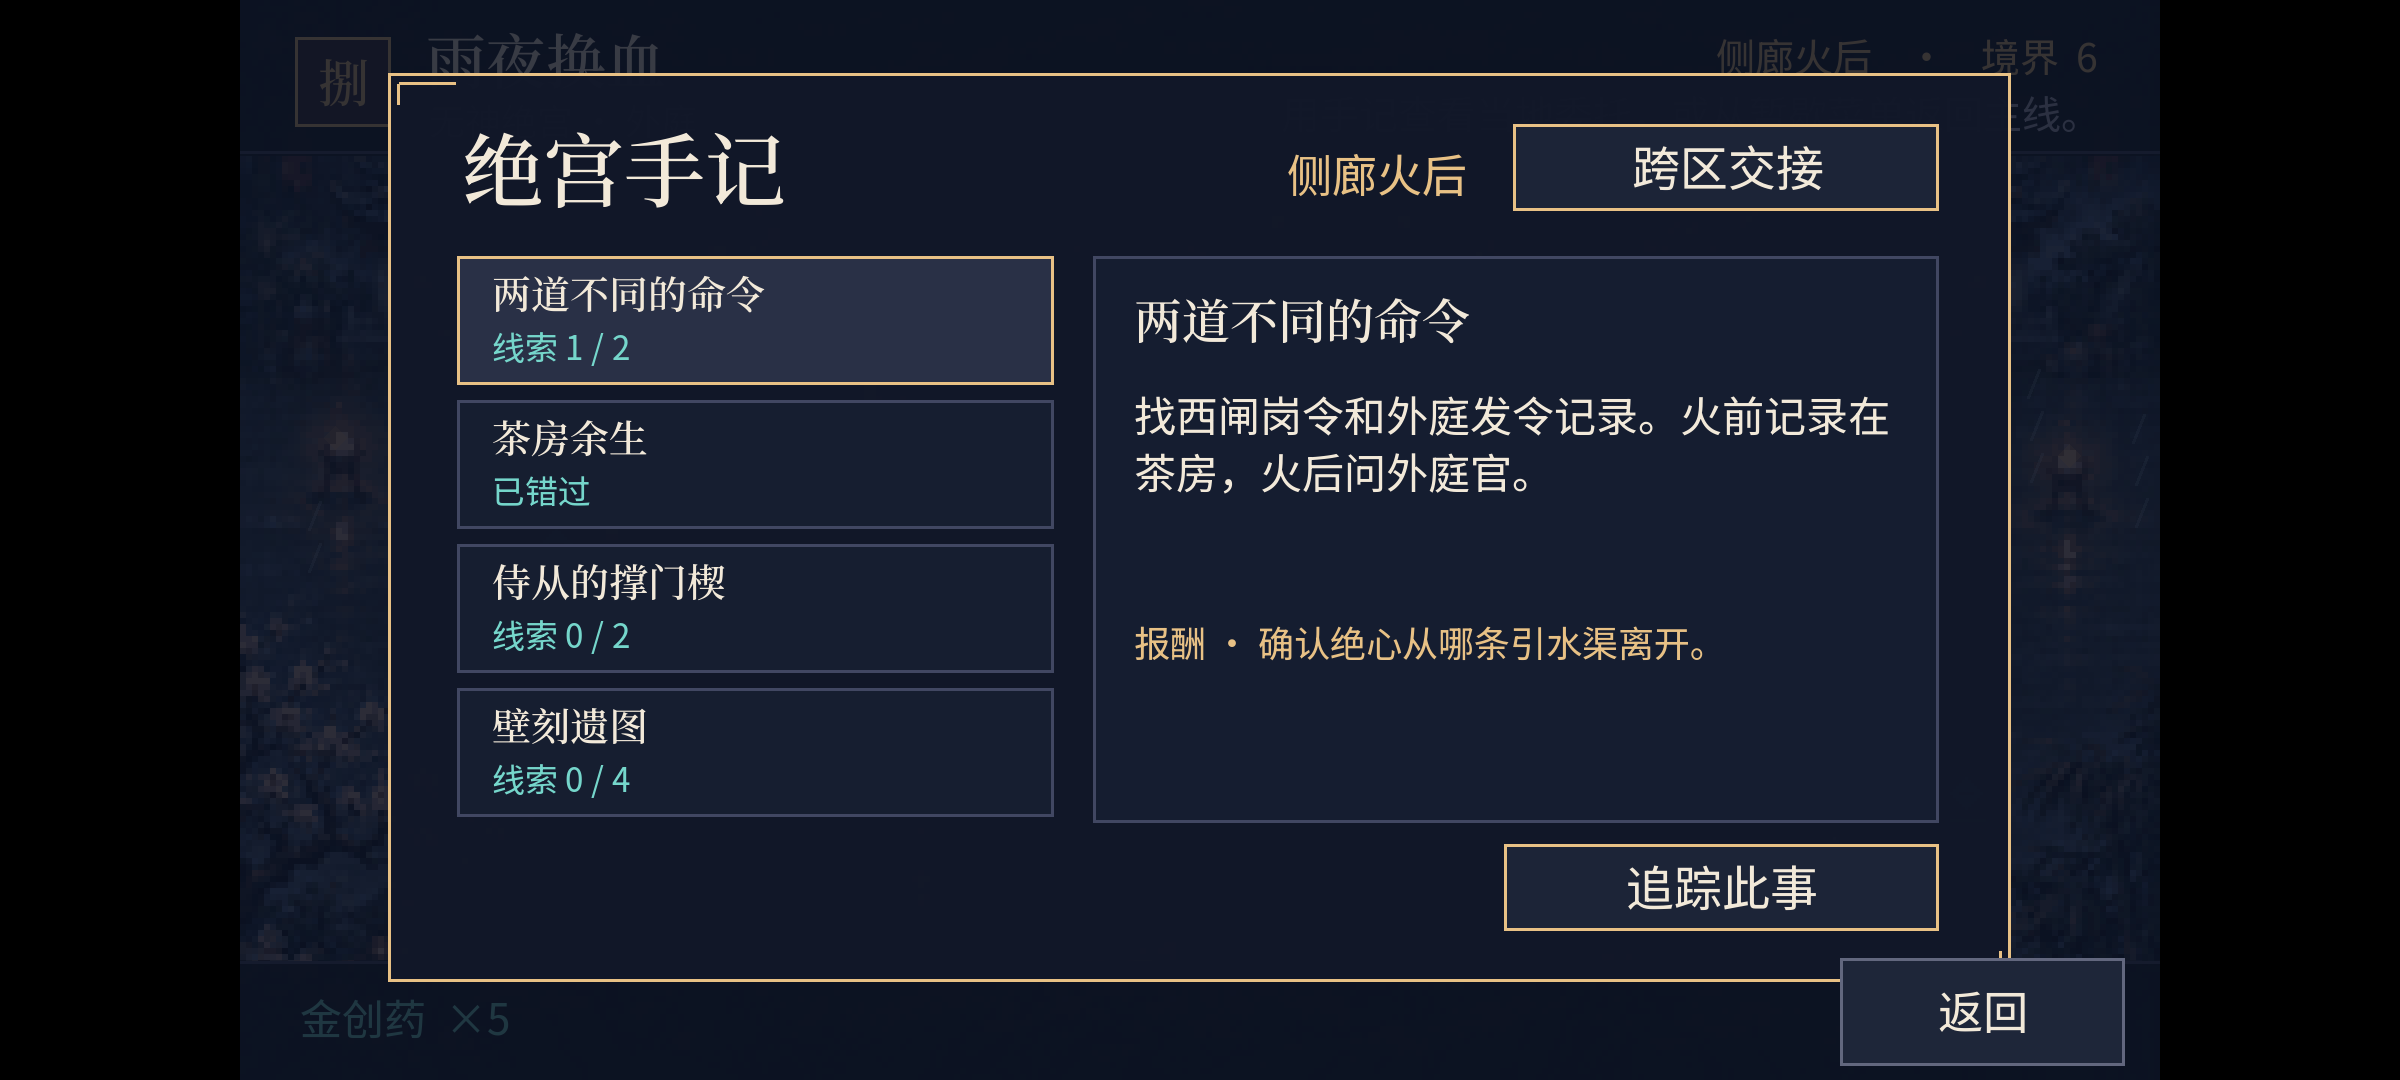 捌
雨夜换血
侧廊火后 · 境界 6
主线。
绝宫手记
侧廊火后
跨区交接
两道不同的命令
线索 1 / 2
茶房余生
已错过
侍从的撑门楔
线索 0 / 2
壁刻遗图
线索 0 / 4
两道不同的命令
找西闸岗令和外庭发令记录。火前记录在
茶房，火后问外庭官。
报酬 · 确认绝心从哪条引水渠离开。
追踪此事
返回
金创药 ×5